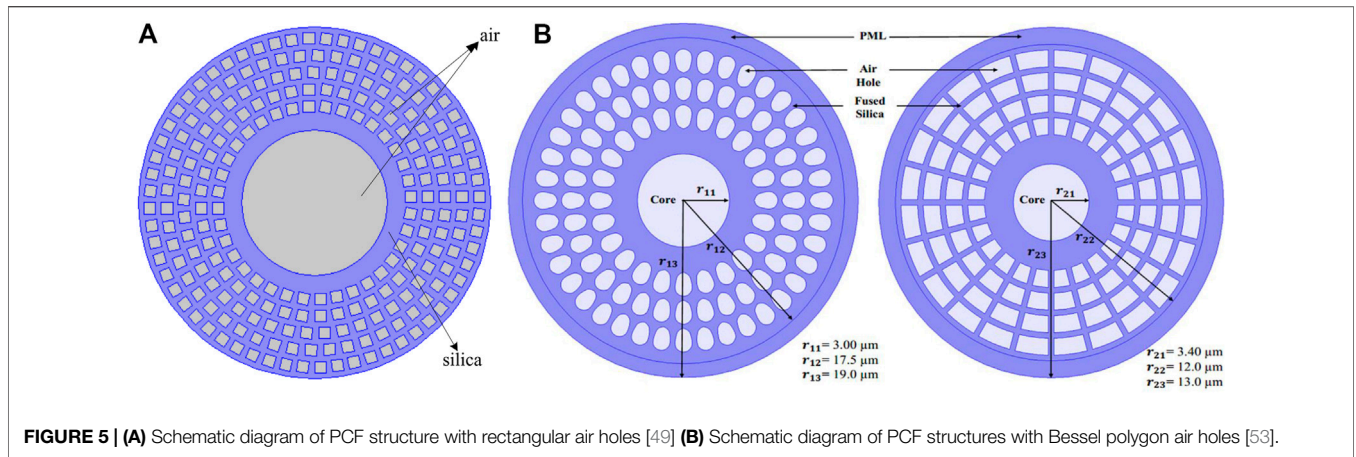 A
air
silica
B
PML
Air
Hole
Fused
Silica
Core
r₁₁
r₁₂
r₁₃
r₁₁= 3.00 μm
r₁₂= 17.5 μm
r₁₃= 19.0 μm
Core
r₂₁
r₂₂
r₂₃
r₂₁= 3.40 μm
r₂₂= 12.0 μm
r₂₃= 13.0 μm
FIGURE 5 | (A) Schematic diagram of PCF structure with rectangular air holes [49] (B) Schematic diagram of PCF structures with Bessel polygon air holes [53].